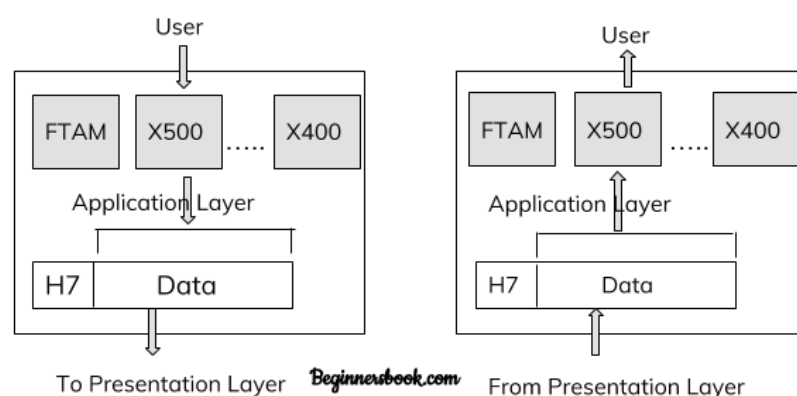 User
FTAM
X500
.....
X400
Application Layer
H7
Data
To Presentation Layer
User
FTAM
X500
.....
X400
Application Layer
H7
Data
From Presentation Layer
Beginnersbook.com